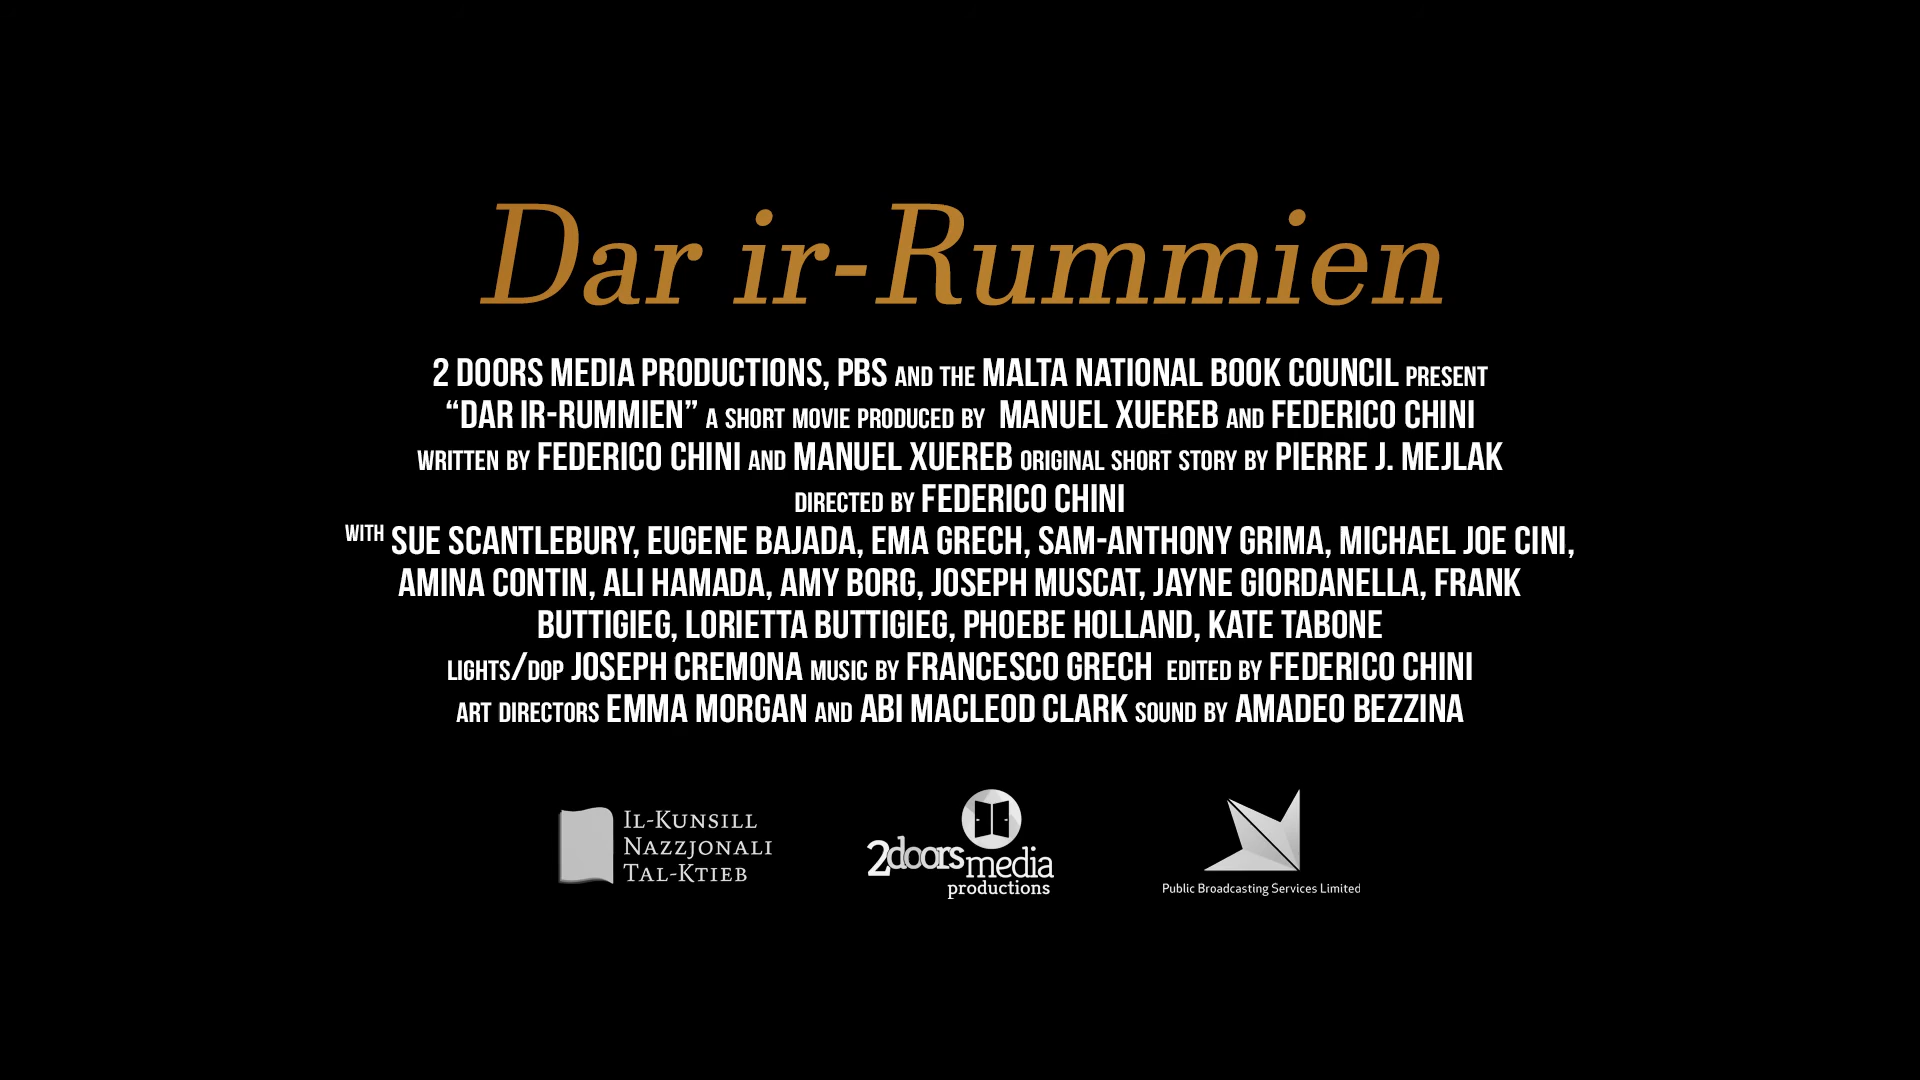 Dar ir-Rummien
2 DOORS MEDIA PRODUCTIONS, PBS AND THE MALTA NATIONAL BOOK COUNCIL PRESENT
“DAR IR-RUMMIEN” A SHORT MOVIE PRODUCED BY MANUEL XUEREB AND FEDERICO CHINI
WRITTEN BY FEDERICO CHINI AND MANUEL XUEREB ORIGINAL SHORT STORY BY PIERRE J. MEJLAK
DIRECTED BY FEDERICO CHINI
WITH SUE SCANTLEBURY, EUGENE BAJADA, EMA GRECH, SAM-ANTHONY GRIMA, MICHAEL JOE CINI,
AMINA CONTIN, ALI HAMADA, AMY BORG, JOSEPH MUSCAT, JAYNE GIORDANELLA, FRANK
BUTTIGIEG, LORIETTA BUTTIGIEG, PHOEBE HOLLAND, KATE TABONE
LIGHTS/DOP JOSEPH CREMONA MUSIC BY FRANCESCO GRECH EDITED BY FEDERICO CHINI
ART DIRECTORS EMMA MORGAN AND ABI MACLEOD CLARK SOUND BY AMADEO BEZZINA
IL-KUNSILL
NAZZJONALI
TAL-KTIEB
2doorsmedia
productions
Public Broadcasting Services Limited